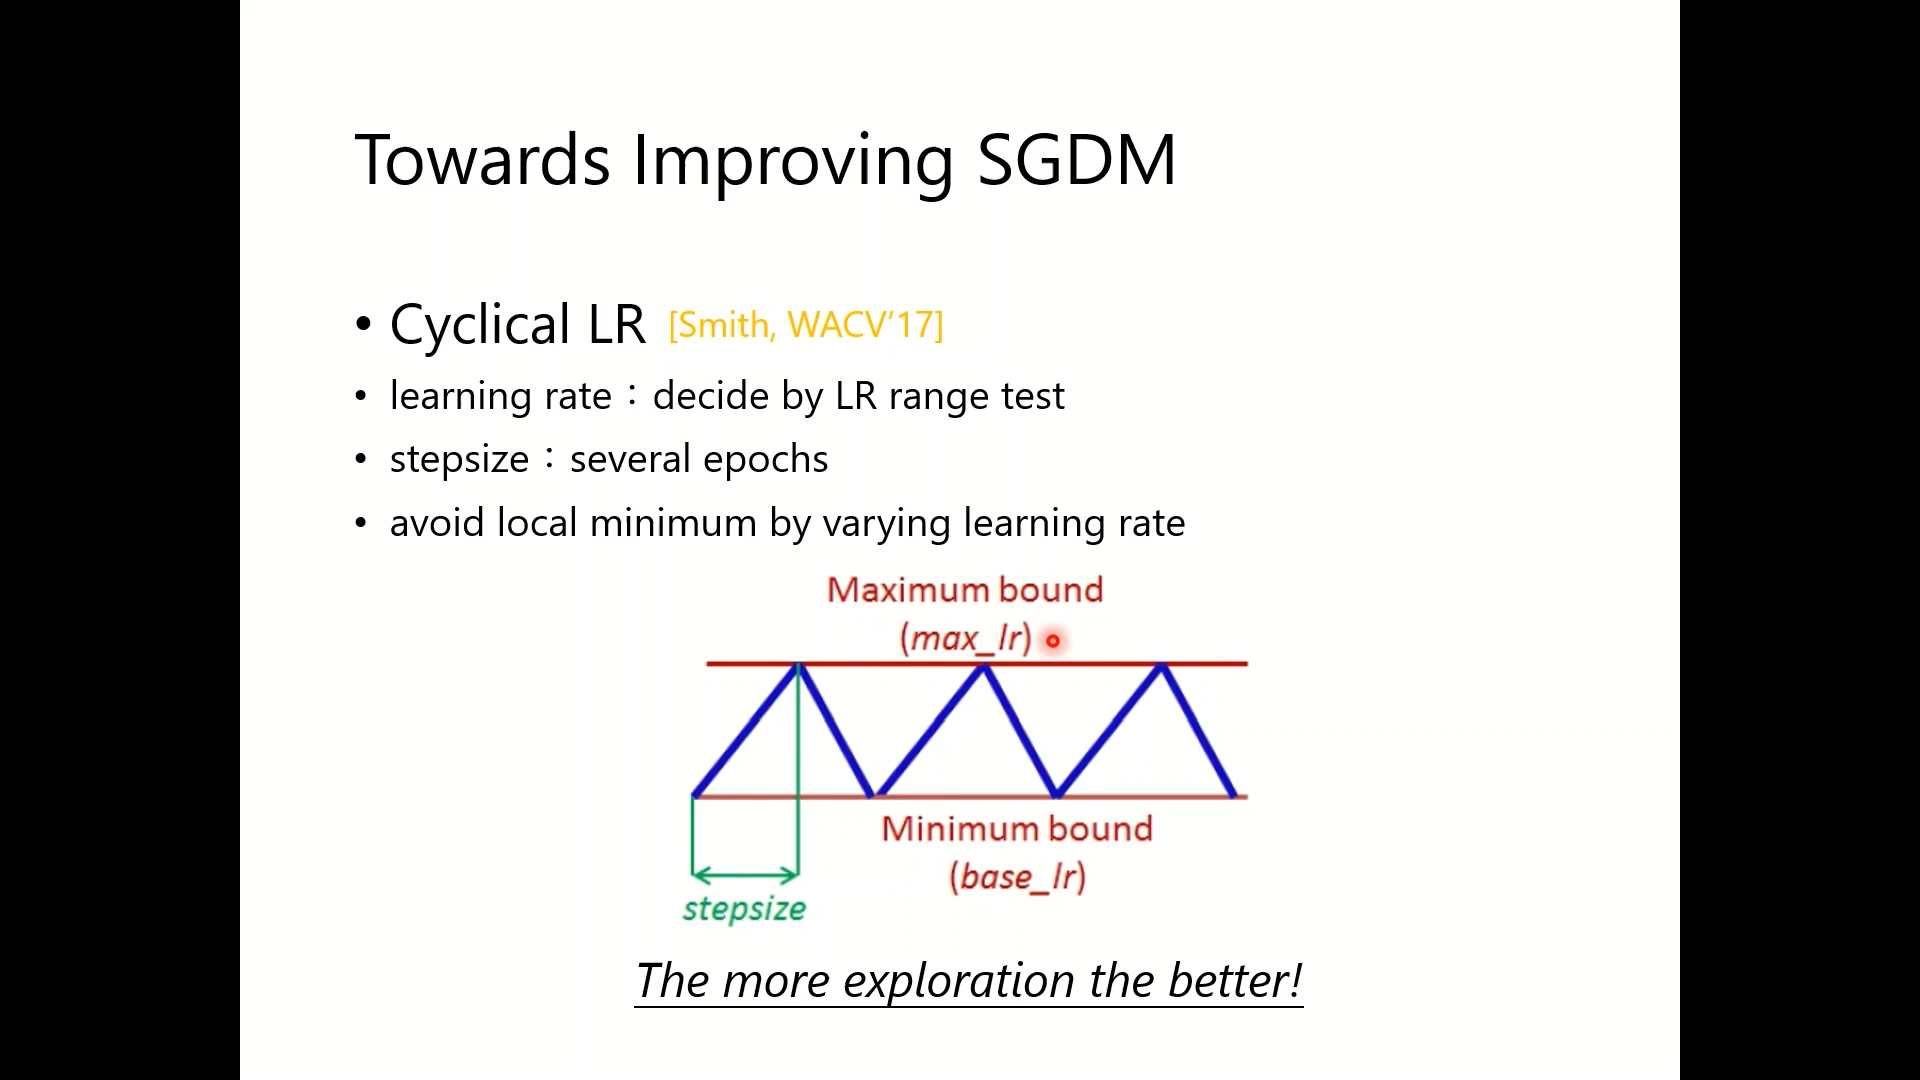 Towards Improving SGDM
• Cyclical LR [Smith, WACV‘17]
• learning rate：decide by LR range test
• stepsize：several epochs
• avoid local minimum by varying learning rate
Maximum bound
(max_lr)
Minimum bound
(base_lr)
stepsize
The more exploration the better!